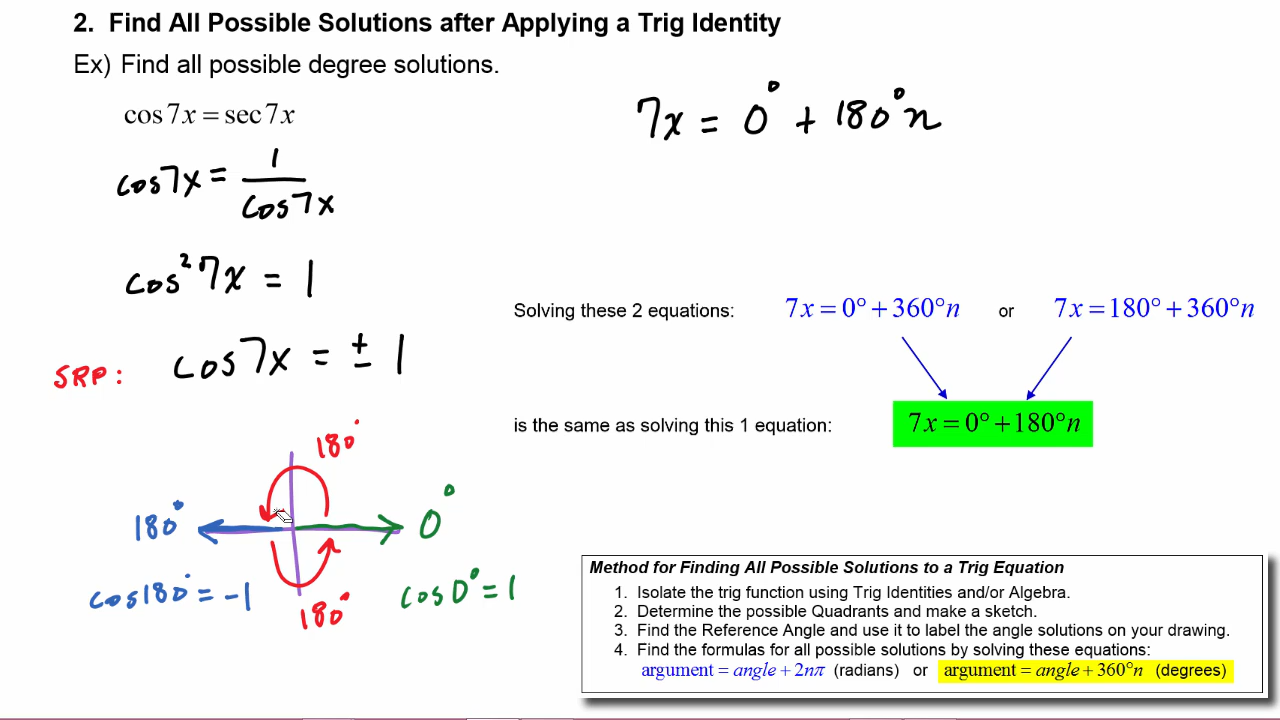 2. Find All Possible Solutions after Applying a Trig Identity
Ex) Find all possible degree solutions.
cos 7x = sec 7x
cos7x = 1/cos7x
cos²7x = 1
SRP: cos7x = ± 1
180°
180°
0°
cos180° = -1
cos0° = 1
180°
7x = 0° + 180°n
Solving these 2 equations: 7x = 0° + 360°n or 7x = 180° + 360°n
is the same as solving this 1 equation: 7x = 0° + 180°n
Method for Finding All Possible Solutions to a Trig Equation
1. Isolate the trig function using Trig Identities and/or Algebra.
2. Determine the possible Quadrants and make a sketch.
3. Find the Reference Angle and use it to label the angle solutions on your drawing.
4. Find the formulas for all possible solutions by solving these equations:
argument = angle + 2nπ (radians) or argument = angle + 360°n (degrees)